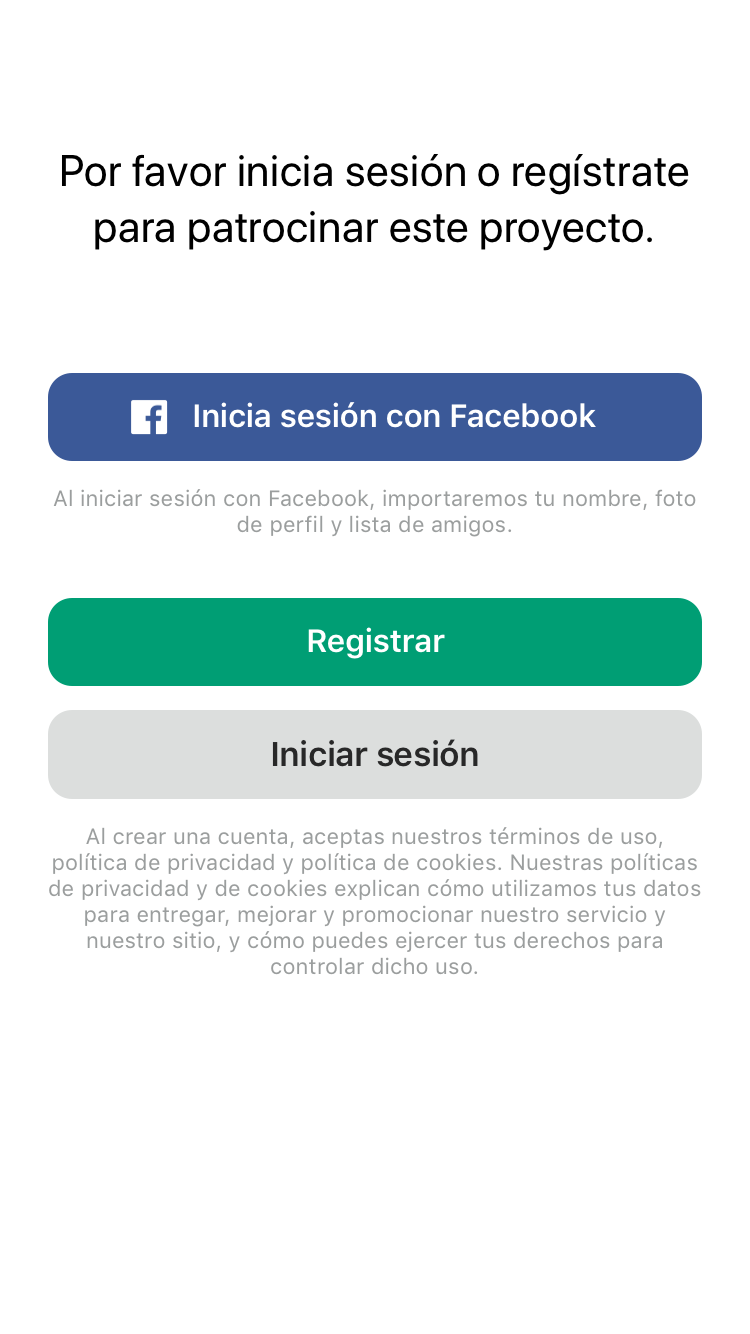 Por favor inicia sesión o regístrate
para patrocinar este proyecto.
Inicia sesión con Facebook
Al iniciar sesión con Facebook, importaremos tu nombre, foto
de perfil y lista de amigos.
Registrar
Iniciar sesión
Al crear una cuenta, aceptas nuestros términos de uso,
política de privacidad y política de cookies. Nuestras políticas
de privacidad y de cookies explican cómo utilizamos tus datos
para entregar, mejorar y promocionar nuestro servicio y
nuestro sitio, y cómo puedes ejercer tus derechos para
controlar dicho uso.